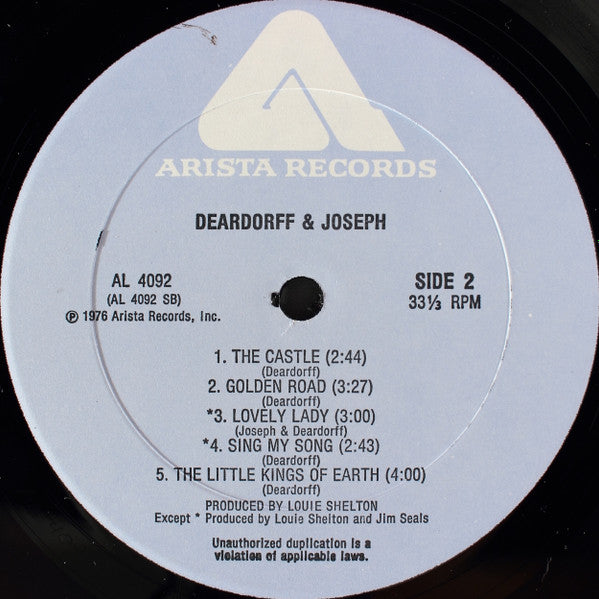 ARISTA RECORDS
DEARDORFF & JOSEPH
AL 4092
(AL 4092 SB)
℗ 1976 Arista Records, Inc.
SIDE 2
33⅓ RPM
1. THE CASTLE (2:44)
(Deardorff)
2. GOLDEN ROAD (3:27)
(Deardorff)
*3. LOVELY LADY (3:00)
(Joseph & Deardorff)
*4. SING MY SONG (2:43)
(Deardorff)
5. THE LITTLE KINGS OF EARTH (4:00)
(Deardorff)
PRODUCED BY LOUIE SHELTON
Except * Produced by Louie Shelton and Jim Seals
Unauthorized duplication is a
violation of applicable laws.